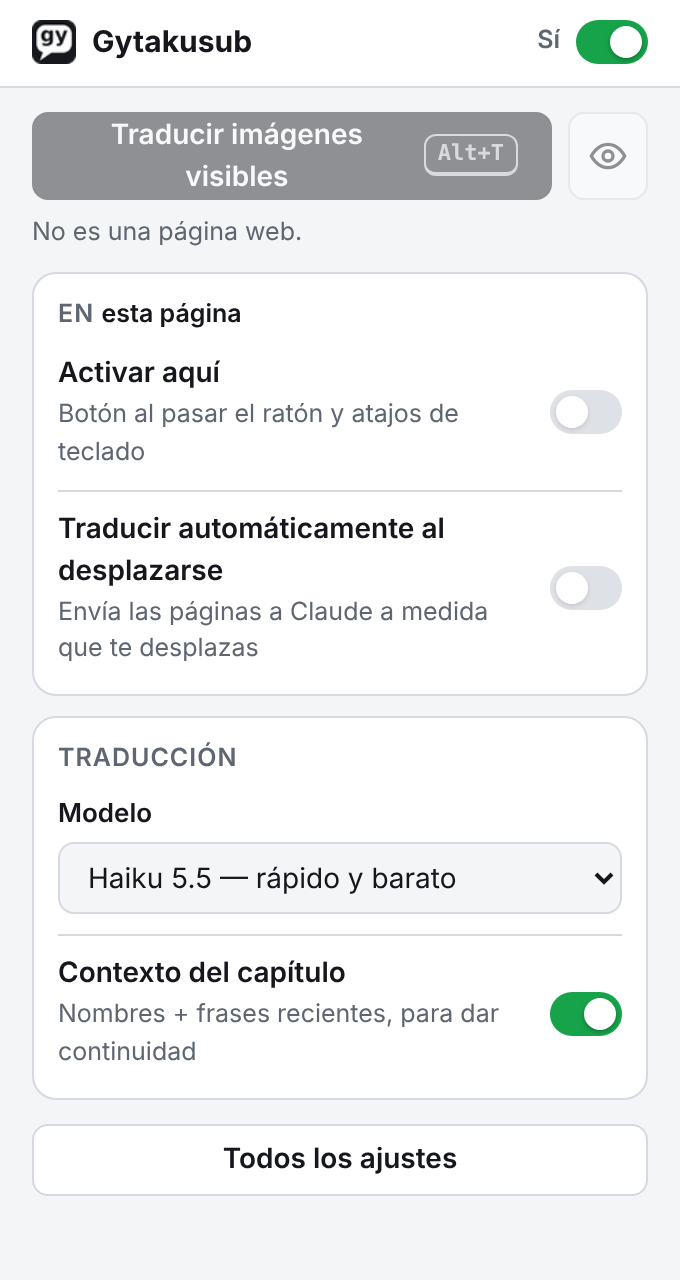 gy
Gytakusub
Sí
Traducir imágenes
visibles
Alt+T
No es una página web.
EN esta página
Activar aquí
Botón al pasar el ratón y atajos de
teclado
Traducir automáticamente al
desplazarse
Envía las páginas a Claude a medida
que te desplazas
TRADUCCIÓN
Modelo
Haiku 5.5 — rápido y barato
Contexto del capítulo
Nombres + frases recientes, para dar
continuidad
Todos los ajustes